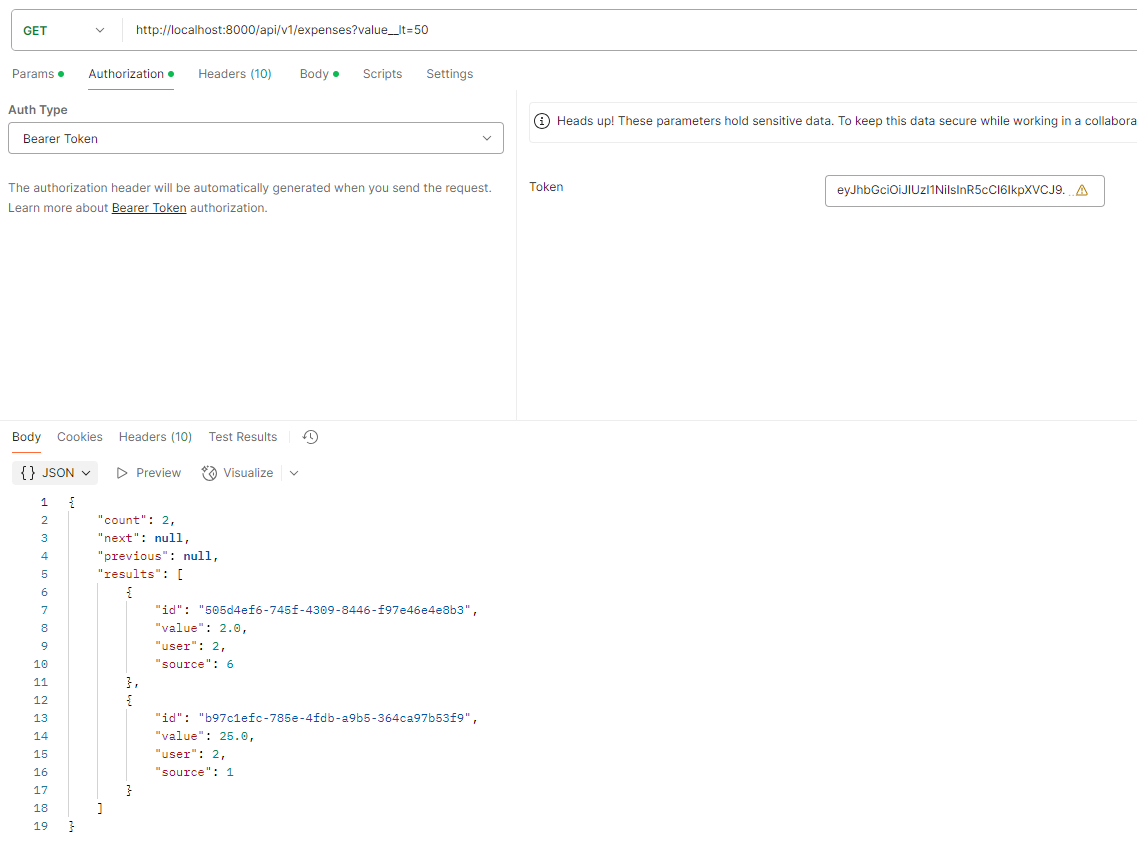 GET http://localhost:8000/api/v1/expenses?value__lt=50
Params Authorization Headers (10) Body Scripts Settings
Auth Type
Bearer Token
The authorization header will be automatically generated when you send the request.
Learn more about Bearer Token authorization.
Heads up! These parameters hold sensitive data. To keep this data secure while working in a collabora
Token
eyJhbGciOiJIUzI1NiIsInR5cCI6IkpXVCJ9. ...
Body Cookies Headers (10) Test Results
{ } JSON Preview Visualize
1 {
2 "count": 2,
3 "next": null,
4 "previous": null,
5 "results": [
6 {
7 "id": "505d4ef6-745f-4309-8446-f97e46e4e8b3",
8 "value": 2.0,
9 "user": 2,
10 "source": 6
11 },
12 {
13 "id": "b97c1efc-785e-4fdb-a9b5-364ca97b53f9",
14 "value": 25.0,
15 "user": 2,
16 "source": 1
17 }
18 ]
19 }